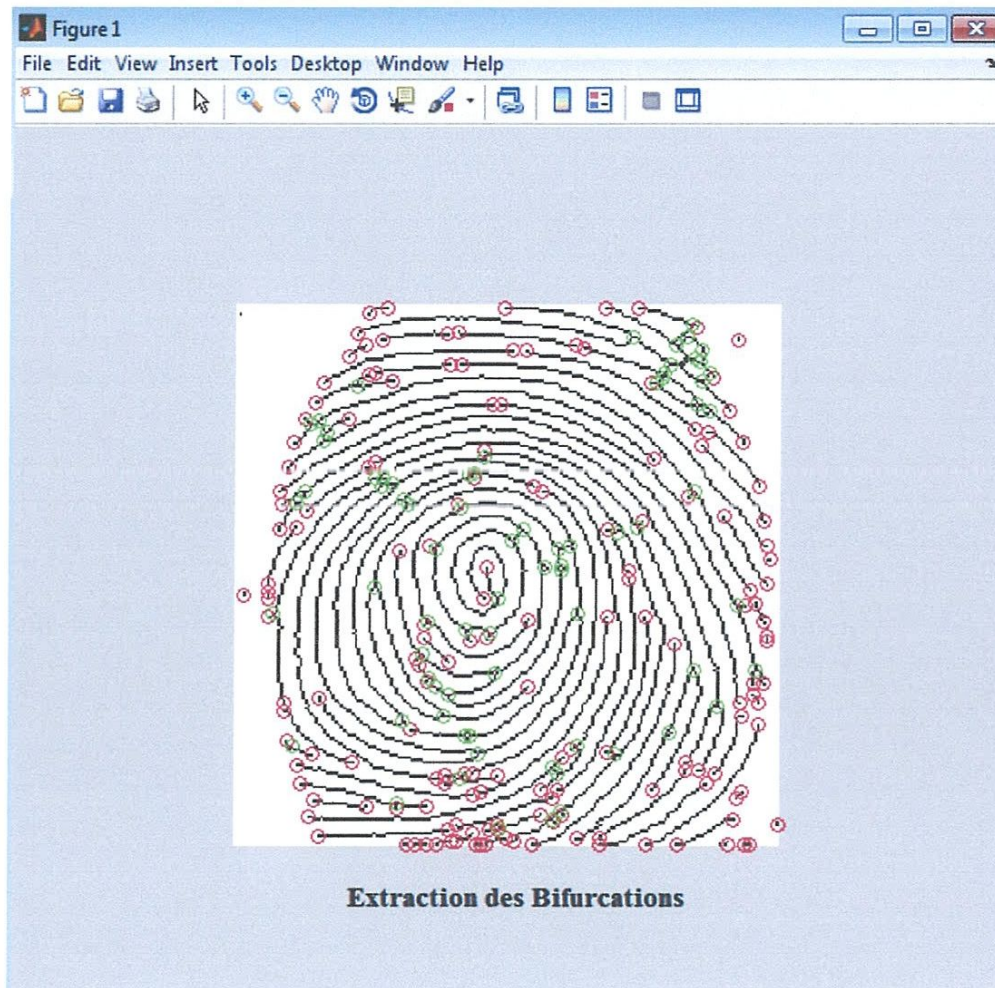 Figure 1
File Edit View Insert Tools Desktop Window Help
Extraction des Bifurcations